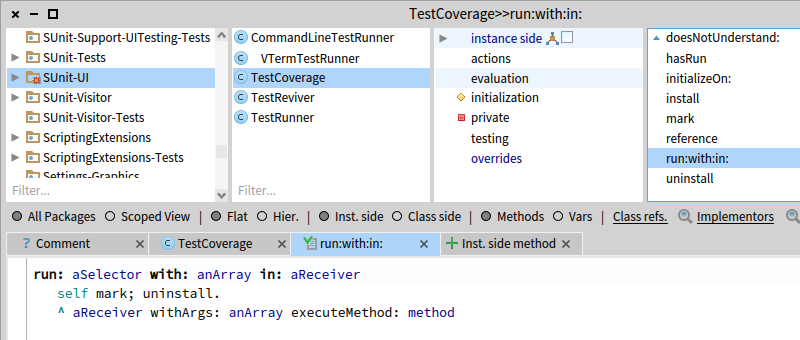 TestCoverage>>run:with:in:
SUnit-Support-UITesting-Tests
SUnit-Tests
SUnit-UI
SUnit-Visitor
SUnit-Visitor-Tests
ScriptingExtensions
ScriptingExtensions-Tests
Settings-Graphics
Filter...
CommandLineTestRunner
VTermTestRunner
TestCoverage
TestReviver
TestRunner
Filter...
instance side
actions
evaluation
initialization
private
testing
overrides
doesNotUnderstand:
hasRun
initializeOn:
install
mark
reference
run:with:in:
uninstall
All Packages Scoped View | Flat Hier. | Inst. side Class side | Methods Vars | Class refs. Implementors
? Comment TestCoverage run:with:in: Inst. side method
run: aSelector with: anArray in: aReceiver
self mark; uninstall.
^ aReceiver withArgs: anArray executeMethod: method